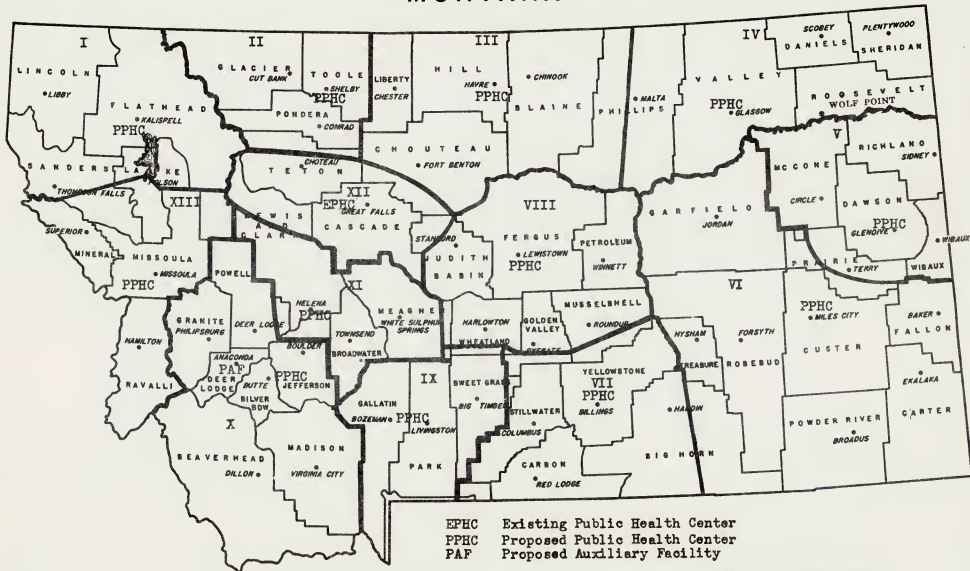 MONTANA
I
II
III
IV
LINCOLN
LIBBY
FLATHEAD
KALISPELL
PPHC
GLACIER
CUT BANK
TOOLE
SHELBY
PPHC
PONDERA
CONRAD
LIBERTY
CHESTER
HILL
HAVRE
PPHC
CHINOOK
BLAINE
PHILLIPS
MALTA
VALLEY
PPHC
GLASGOW
SCOBEY
DANIELS
PLENTYWOOD
SHERIDAN
ROOSEVELT
WOLF POINT
SANDERS
THOMPSON FALLS
LAKE
XIII
CHOTEAU
TETON
CHOUTEAU
FORT BENTON
V
RICHLAND
SIDNEY
MCCONE
CIRCLE
DAWSON
PPHC
GLENDIVE
WIBAUX
WIBAUX
PRAIRIE
TERRY
SUPERIOR
MINERAL
MISSOULA
MISSOULA
PPHC
POWELL
LEWIS
AND
CLARK
XII
EPHC
GREAT FALLS
CASCADE
STANFORD
JUDITH
BASIN
VIII
FERGUS
PPHC
LEWISTOWN
PETROLEUM
WINNETT
GARFIELD
JORDAN
VI
HAMILTON
RAVALLI
GRANITE
PHILIPSBURG
DEER LODGE
HELENA
PPHC
XI
MEAGHER
WHITE SULPHUR
SPRINGS
TOWNSEND
BROADWATER
HARLOWTON
WHEATLAND
GOLDEN
VALLEY
RYEGATE
MUSSELBHELL
ROUNDUP
HYSHAM
TREASURE
FORSYTH
ROSEBUD
PPHC
MILES CITY
CUSTER
BAKER
FALLON
EKALAKA
CARTER
ANACONDA
PAF
DEER
LODGE
BOULDER
PPHC
JEFFERSON
BUTTE
SILVER
BOW
X
BEAVERHEAD
DILLON
MADISON
VIRGINIA CITY
GALLATIN
BOZEMAN
IX
PPHC
LIVINGSTON
PARK
SWEET GRASS
BIG TIMBER
STILLWATER
COLUMBUS
CARBON
RED LODGE
YELLOWSTONE
VII
PPHC
BILLINGS
HARDIN
BIG HORN
POWDER RIVER
BROADUS
EPHC Existing Public Health Center
PPHC Proposed Public Health Center
PAF Proposed Auxiliary Facility